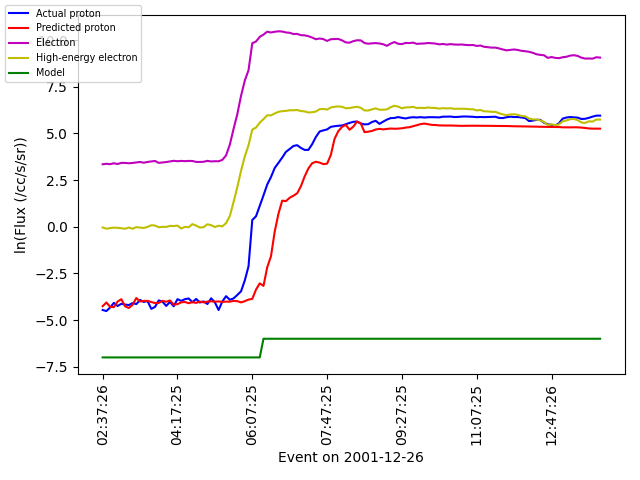 Actual proton
Predicted proton
Electron
High-energy electron
Model
7.5
5.0
2.5
0.0
−2.5
−5.0
−7.5
ln(Flux (/cc/s/sr))
02:37:26
04:17:25
06:07:25
07:47:25
09:27:25
11:07:25
12:47:26
Event on 2001-12-26